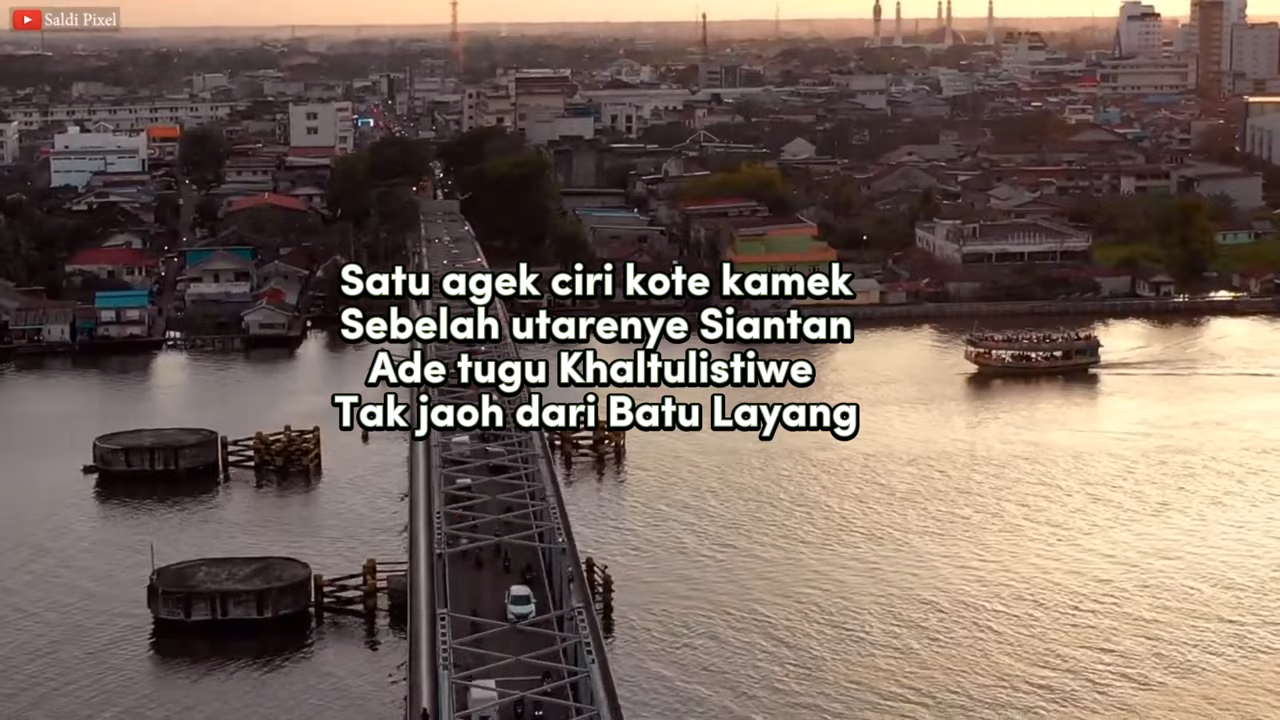 Saldi Pixel
Satu agek ciri kote kamek
Sebelah utarenye Siantan
Ade tugu Khaltulistiwe
Tak jaoh dari Batu Layang